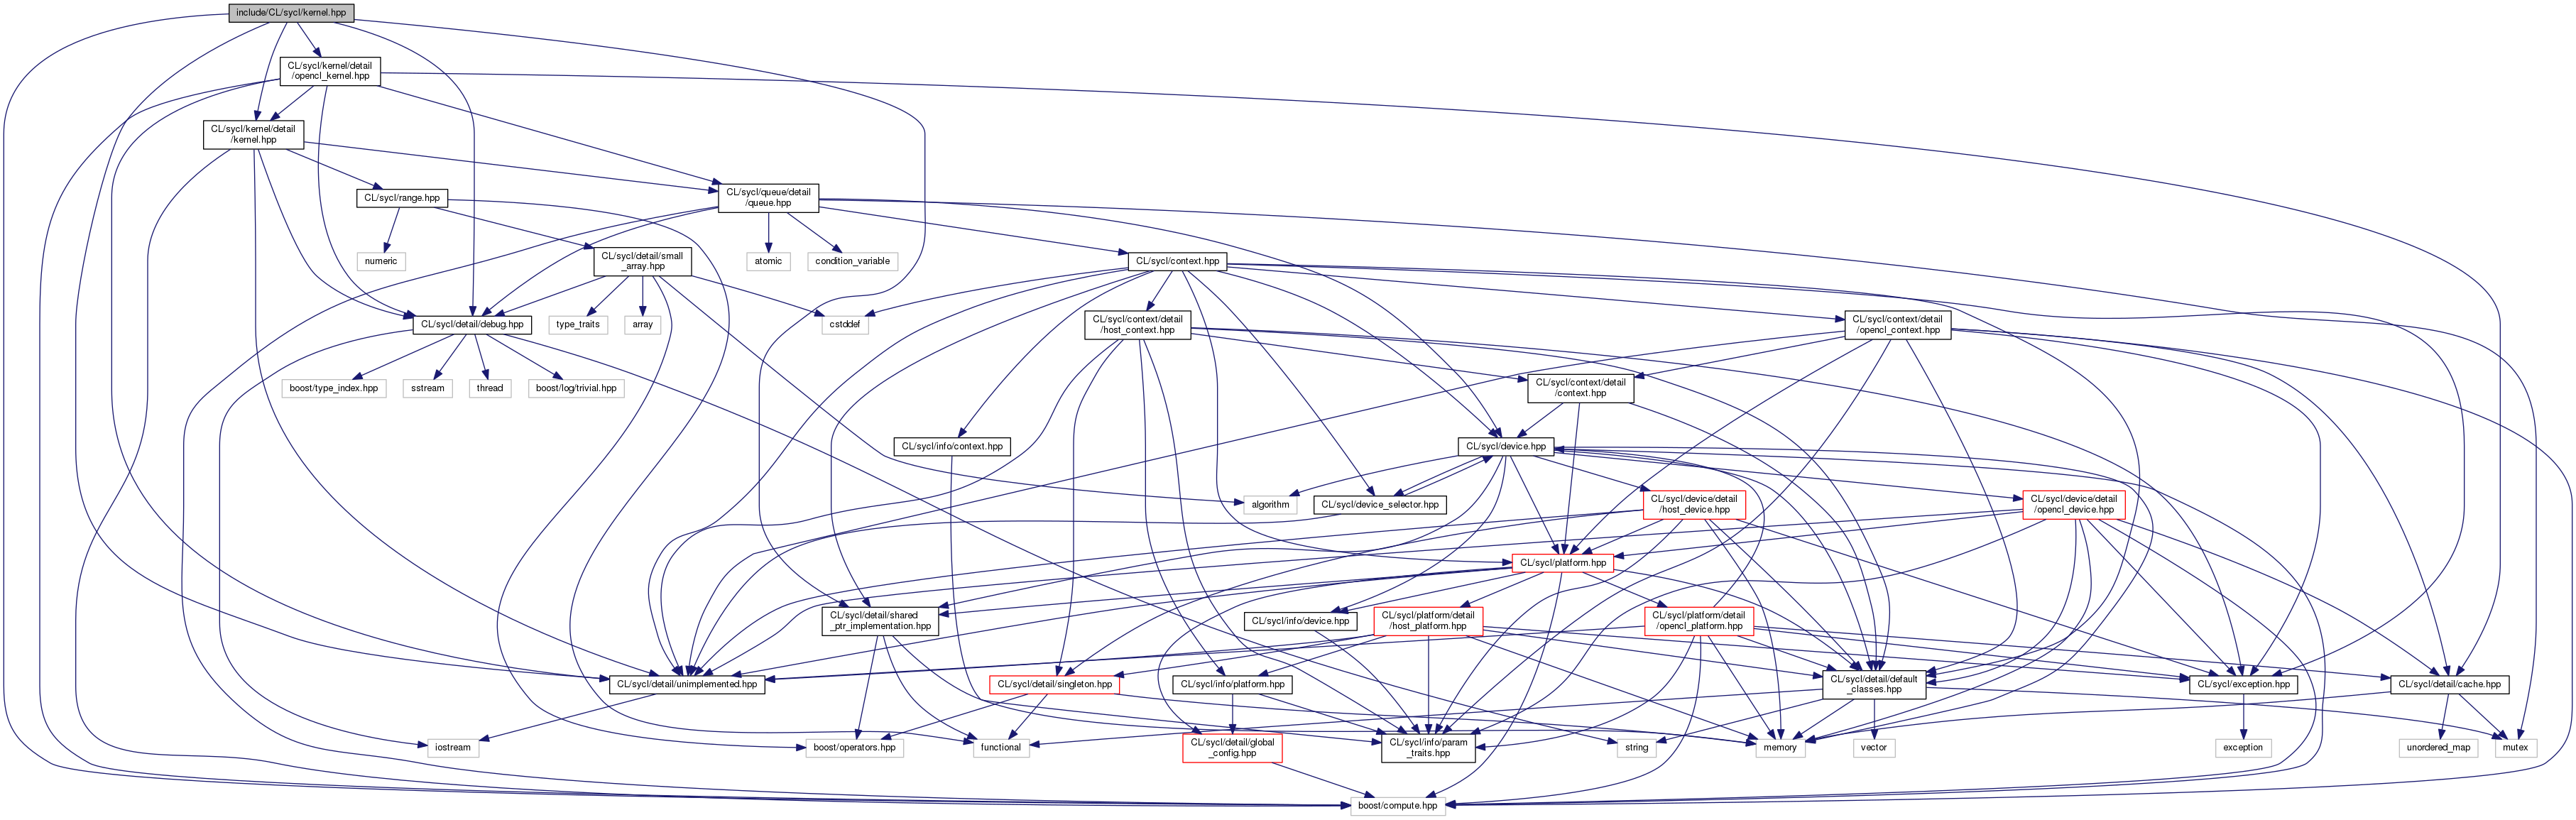 include/CL/sycl/kernel.hpp
CL/sycl/kernel/detail
/opencl_kernel.hpp
CL/sycl/kernel/detail
/kernel.hpp
CL/sycl/range.hpp
CL/sycl/queue/detail
/queue.hpp
numeric
CL/sycl/detail/small
_array.hpp
atomic
condition_variable
CL/sycl/context.hpp
CL/sycl/detail/debug.hpp
type_traits
array
cstddef
CL/sycl/context/detail
/host_context.hpp
CL/sycl/context/detail
/opencl_context.hpp
boost/type_index.hpp
sstream
thread
boost/log/trivial.hpp
CL/sycl/context/detail
/context.hpp
CL/sycl/info/context.hpp
CL/sycl/device.hpp
algorithm
CL/sycl/device_selector.hpp
CL/sycl/device/detail
/host_device.hpp
CL/sycl/device/detail
/opencl_device.hpp
CL/sycl/platform.hpp
CL/sycl/detail/shared
_ptr_implementation.hpp
CL/sycl/info/device.hpp
CL/sycl/platform/detail
/host_platform.hpp
CL/sycl/platform/detail
/opencl_platform.hpp
CL/sycl/detail/unimplemented.hpp
CL/sycl/detail/singleton.hpp
CL/sycl/info/platform.hpp
CL/sycl/detail/default
_classes.hpp
CL/sycl/exception.hpp
CL/sycl/detail/cache.hpp
iostream
boost/operators.hpp
functional
CL/sycl/detail/global
_config.hpp
CL/sycl/info/param
_traits.hpp
string
memory
vector
exception
unordered_map
mutex
boost/compute.hpp